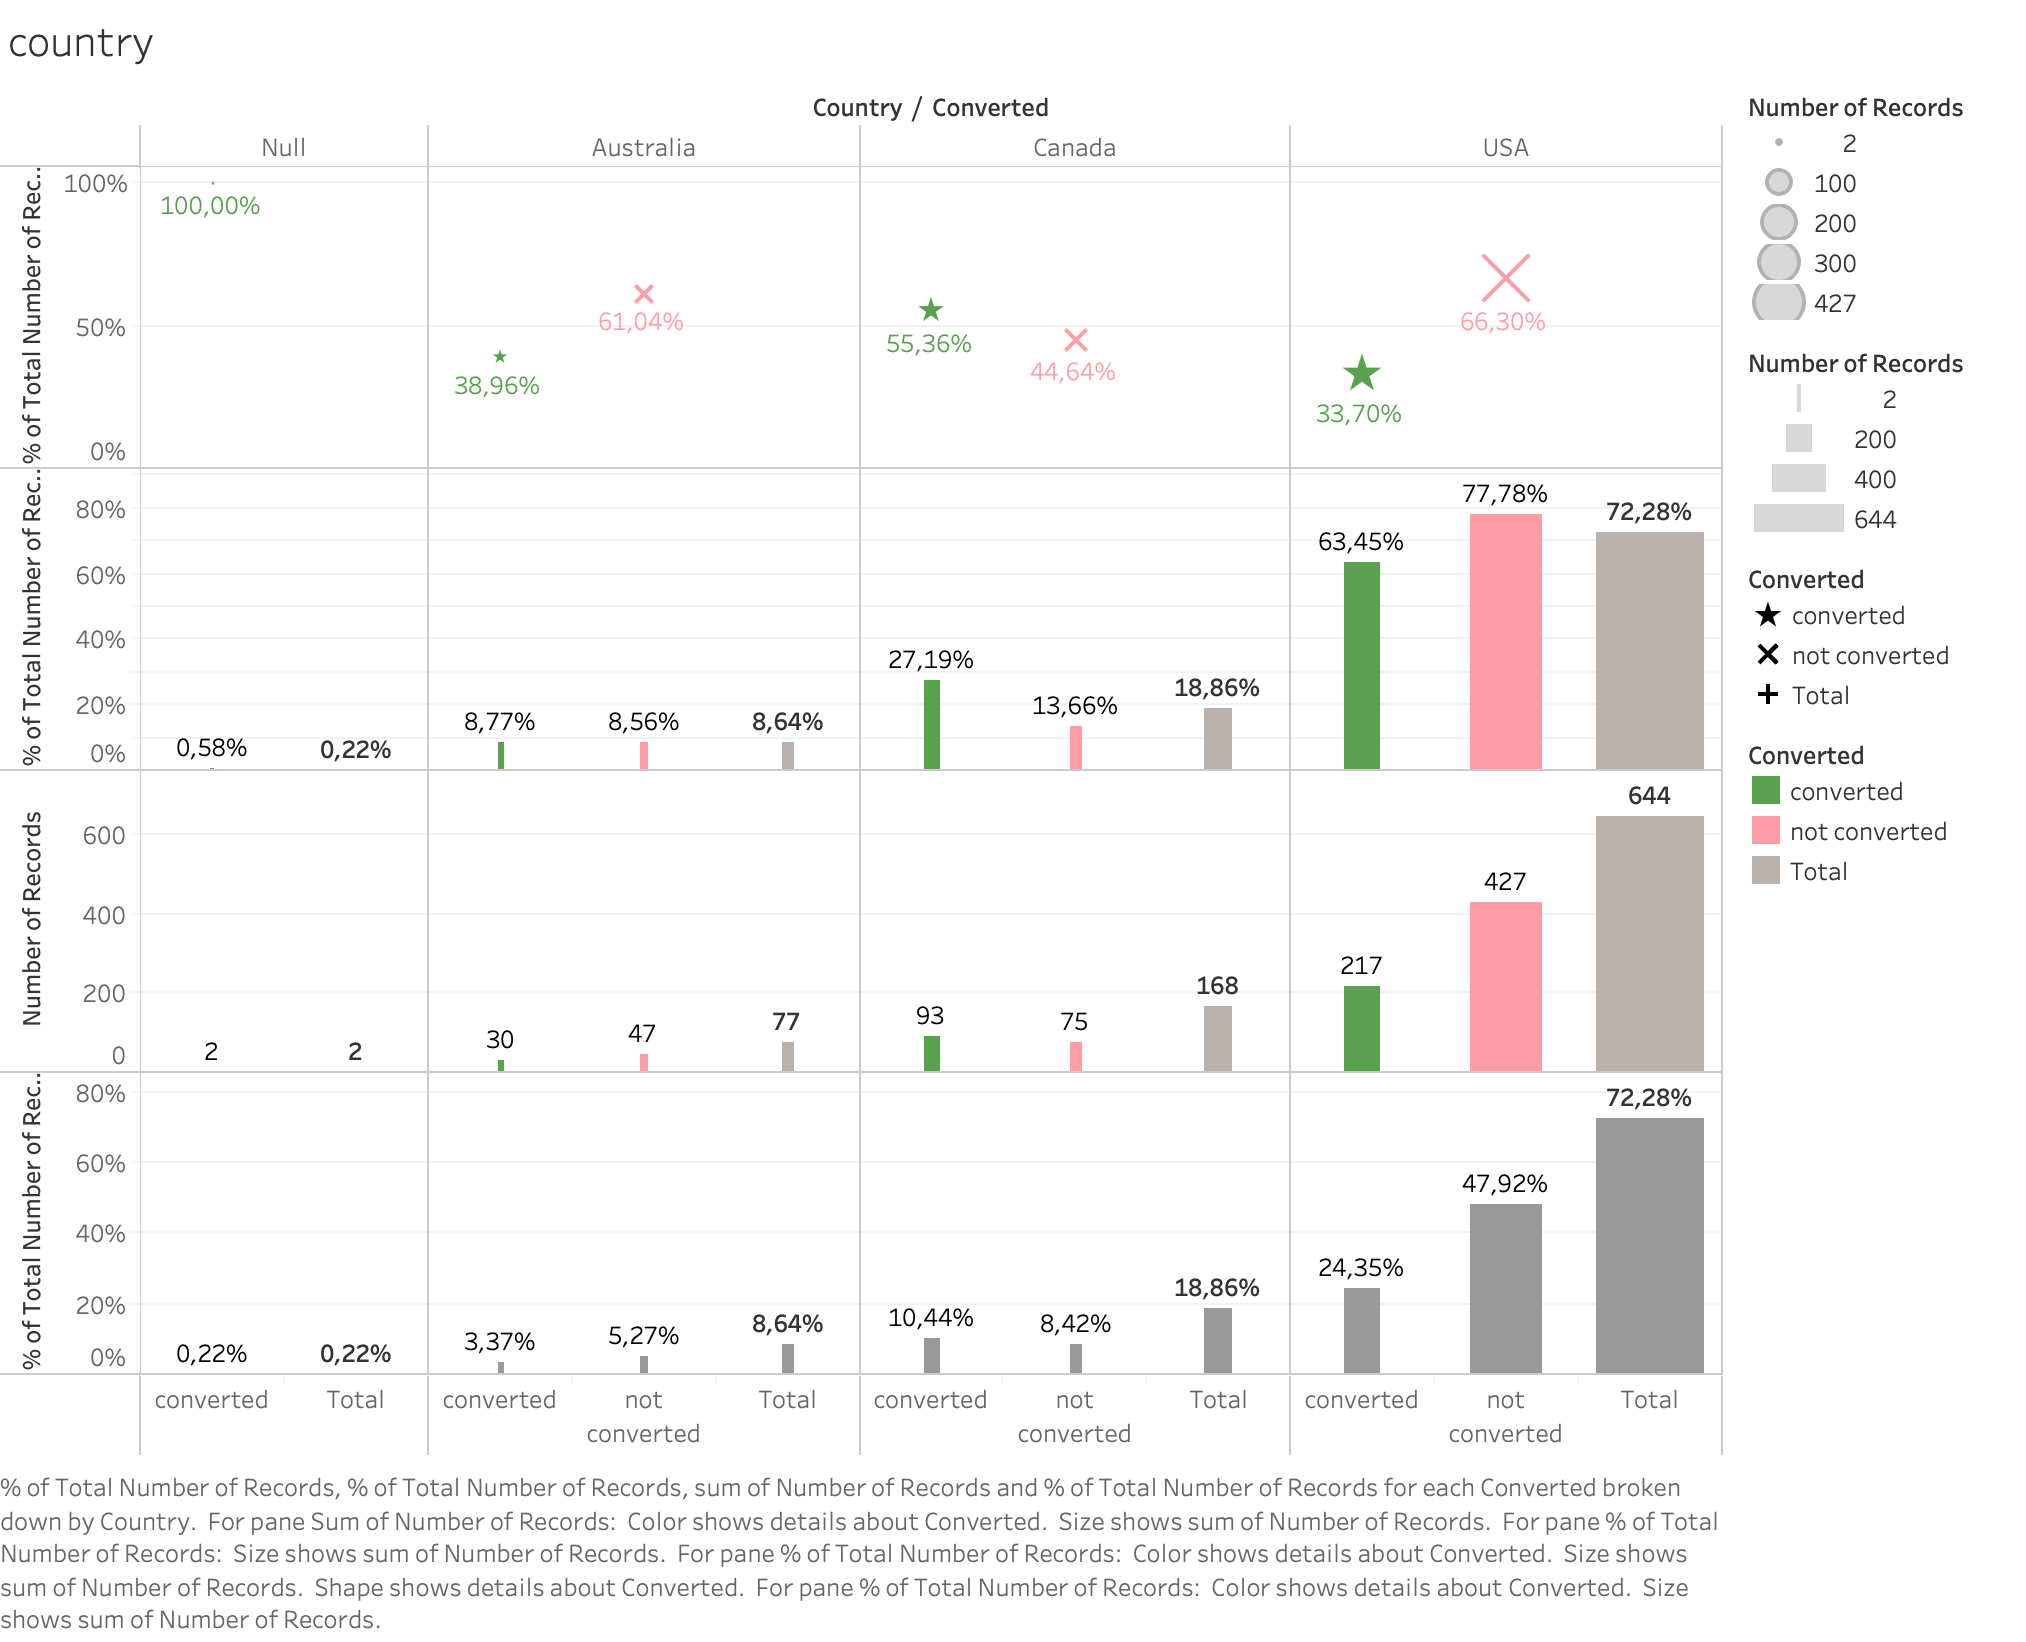 country
Country / Converted
Null Australia Canada USA
% of Total Number of Rec..
100%
50%
0%
100,00%
38,96%
61,04%
55,36%
44,64%
33,70%
66,30%
% of Total Number of Rec..
80%
60%
40%
20%
0%
0,58% 0,22%
8,77% 8,56% 8,64%
27,19% 13,66% 18,86%
63,45% 77,78% 72,28%
Number of Records
600
400
200
0
2 2
30 47 77
93 75 168
217 427 644
% of Total Number of Rec..
80%
60%
40%
20%
0%
0,22% 0,22%
3,37% 5,27% 8,64%
10,44% 8,42% 18,86%
24,35% 47,92% 72,28%
converted Total converted not converted Total converted not converted Total converted not converted Total
Number of Records
2
100
200
300
427
Number of Records
2
200
400
644
Converted
converted
not converted
Total
Converted
converted
not converted
Total
% of Total Number of Records, % of Total Number of Records, sum of Number of Records and % of Total Number of Records for each Converted broken
down by Country. For pane Sum of Number of Records: Color shows details about Converted. Size shows sum of Number of Records. For pane % of Total
Number of Records: Size shows sum of Number of Records. For pane % of Total Number of Records: Color shows details about Converted. Size shows
sum of Number of Records. Shape shows details about Converted. For pane % of Total Number of Records: Color shows details about Converted. Size
shows sum of Number of Records.